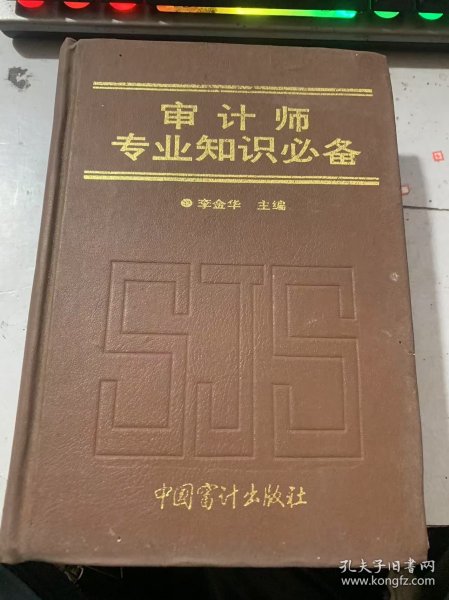 审计师
专业知识必备
李金华 主编
SJS
中国审计出版社
孔夫子旧书网
www.kongfz.com